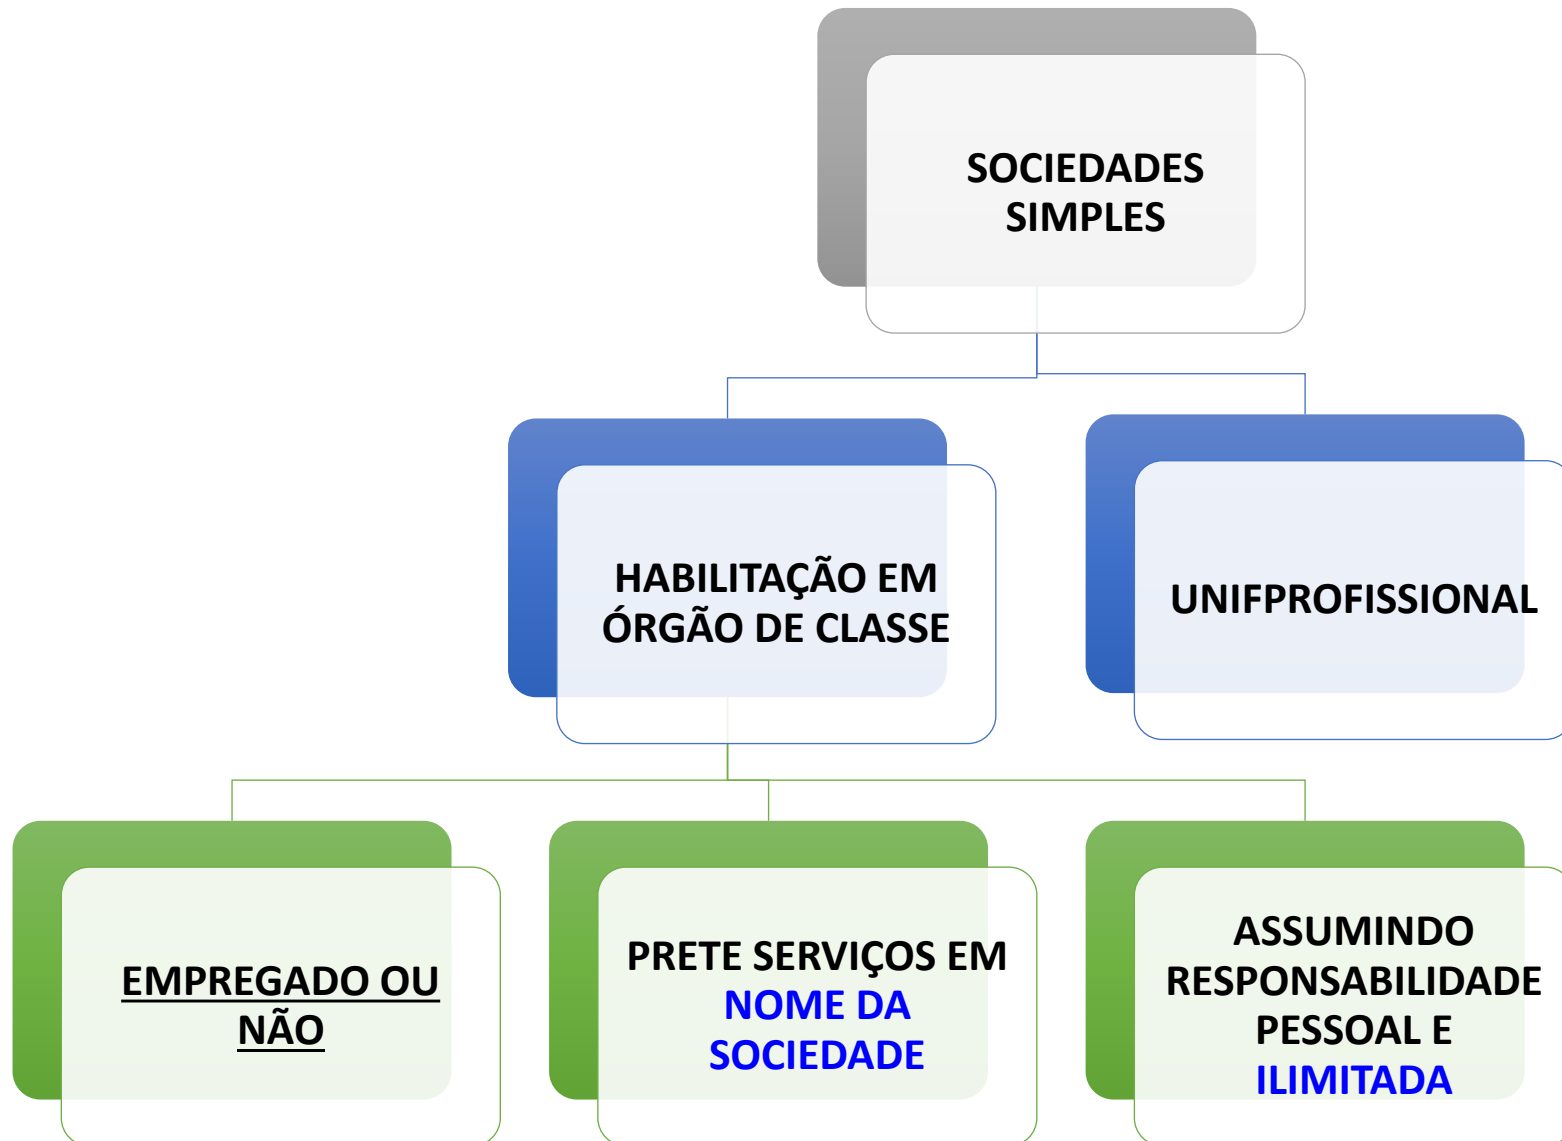 SOCIEDADES
SIMPLES
HABILITAÇÃO EM
ÓRGÃO DE CLASSE
UNIFPROFISSIONAL
EMPREGADO OU
NÃO
PRETE SERVIÇOS EM
NOME DA
SOCIEDADE
ASSUMINDO
RESPONSABILIDADE
PESSOAL E
ILIMITADA